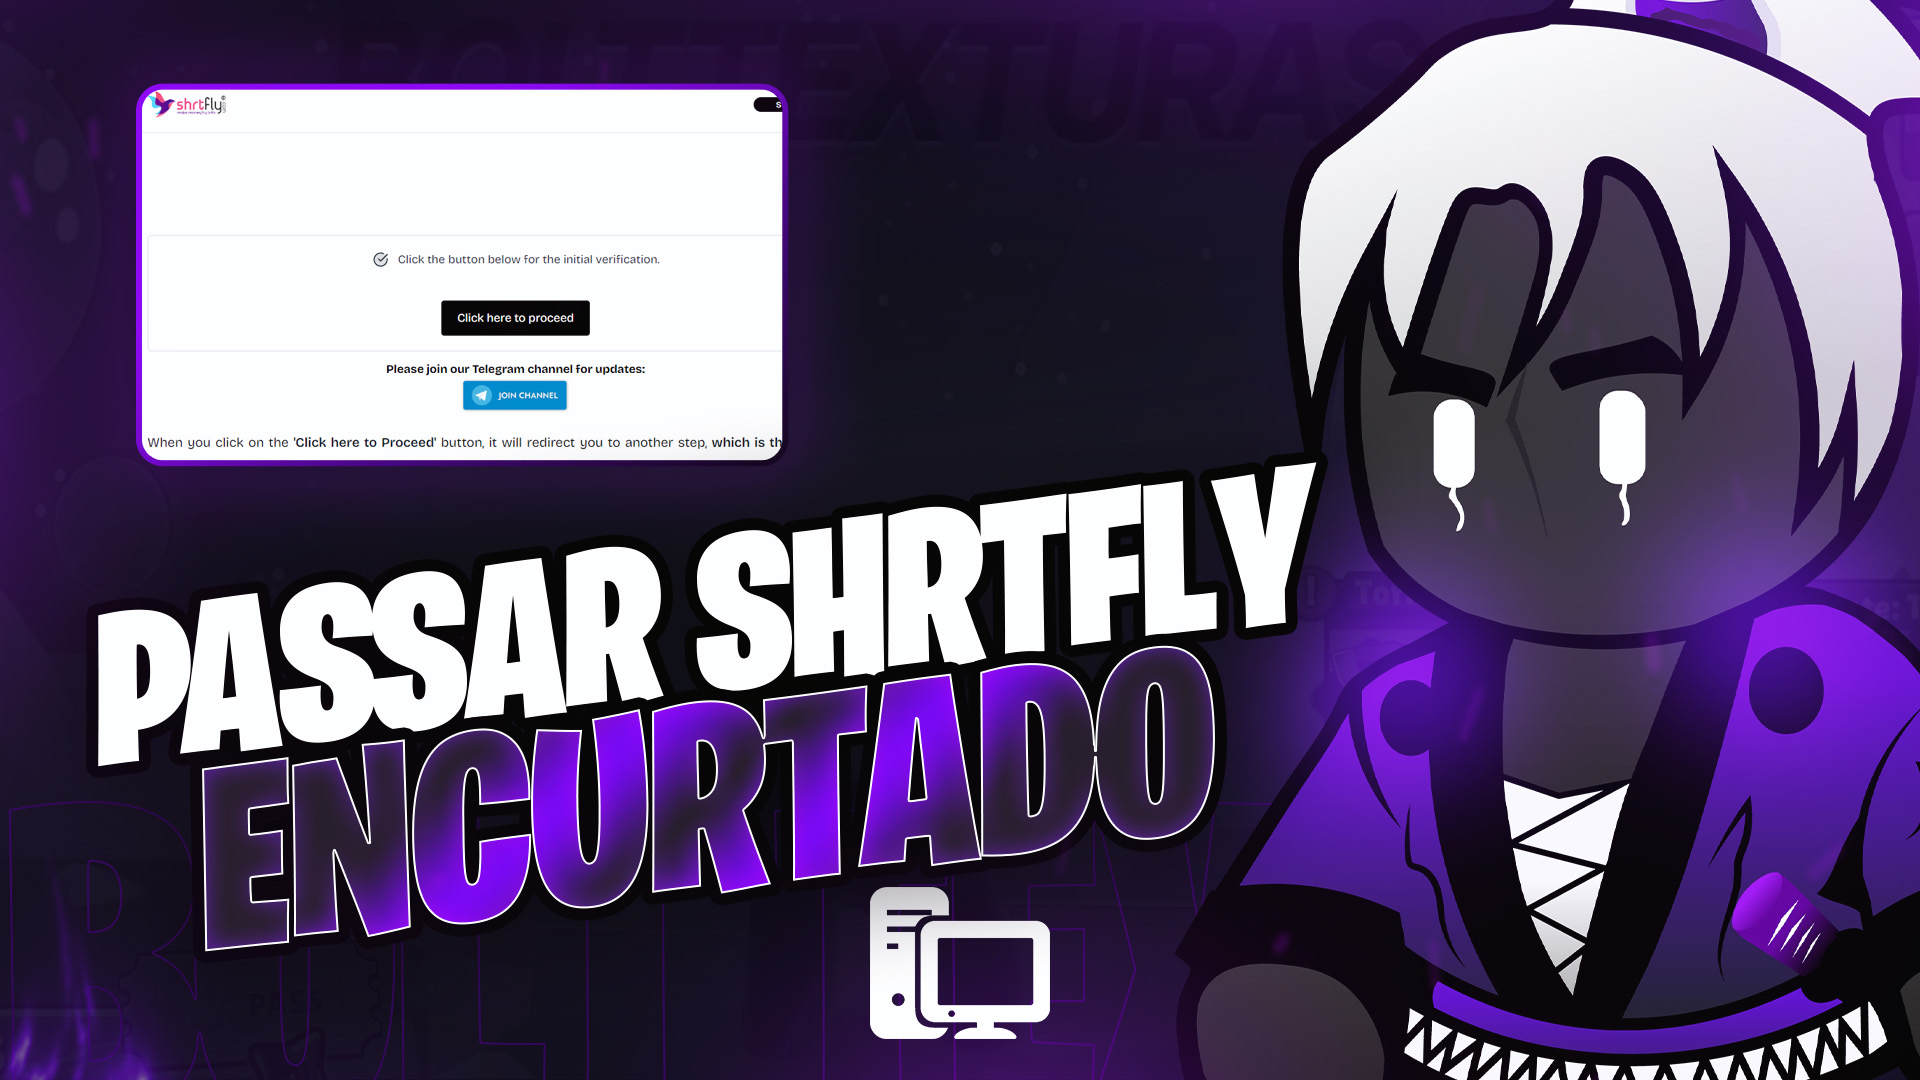 BOLTTEXTURAS
shrtfly
Click the button below for the initial verification.
Click here to proceed
Please join our Telegram channel for updates:
JOIN CHANNEL
When you click on the 'Click here to Proceed' button, it will redirect you to another step, which is th
PASSAR SHRTFLY
ENCURTADO